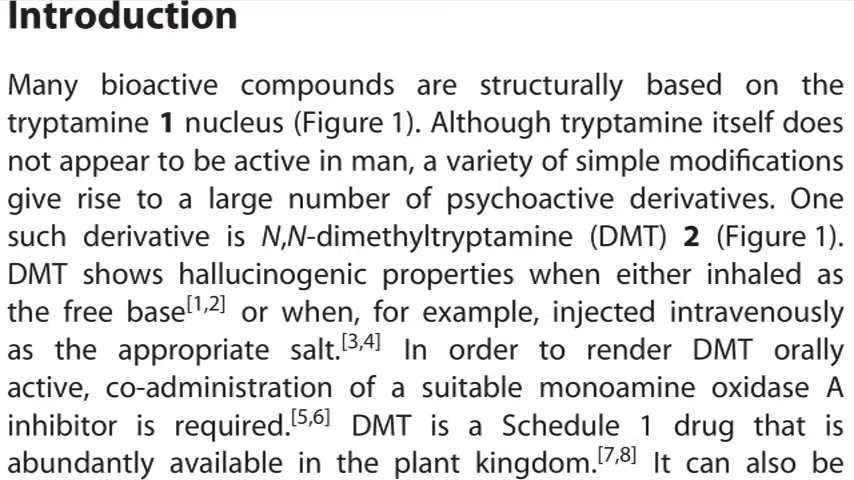 Introduction
Many bioactive compounds are structurally based on the
tryptamine 1 nucleus (Figure 1). Although tryptamine itself does
not appear to be active in man, a variety of simple modifications
give rise to a large number of psychoactive derivatives. One
such derivative is N,N-dimethyltryptamine (DMT) 2 (Figure 1).
DMT shows hallucinogenic properties when either inhaled as
the free base[1,2] or when, for example, injected intravenously
as the appropriate salt.[3,4] In order to render DMT orally
active, co-administration of a suitable monoamine oxidase A
inhibitor is required.[5,6] DMT is a Schedule 1 drug that is
abundantly available in the plant kingdom.[7,8] It can also be